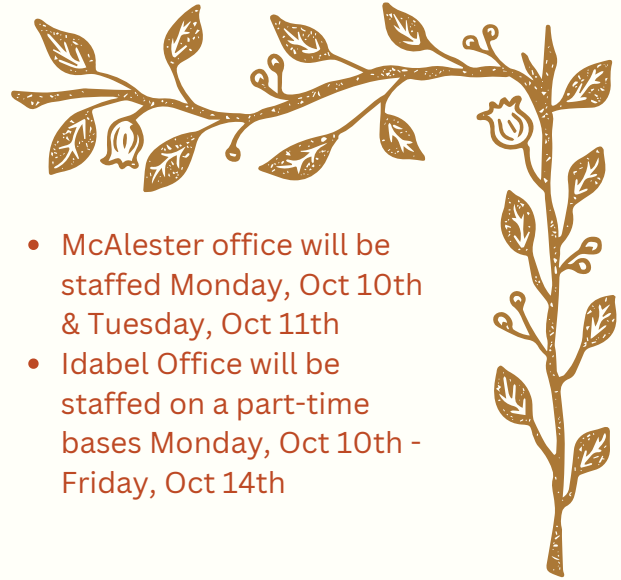 • McAlester office will be
staffed Monday, Oct 10th
& Tuesday, Oct 11th
• Idabel Office will be
staffed on a part-time
bases Monday, Oct 10th -
Friday, Oct 14th